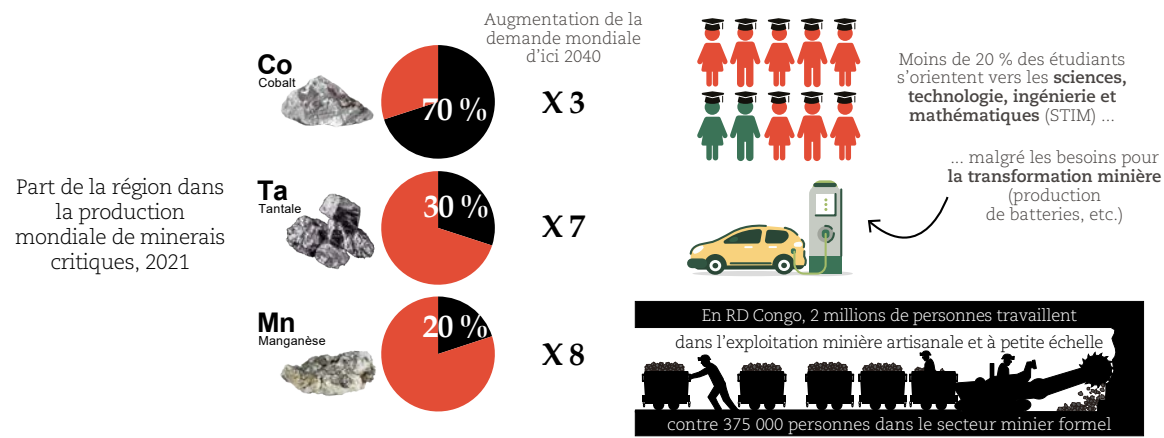 Part de la région dans
la production
mondiale de minerais
critiques, 2021
Augmentation de la
demande mondiale
d'ici 2040
Co
Cobalt
70 %
X 3
Ta
Tantale
30 %
X 7
Mn
Manganèse
20 %
X 8
Moins de 20 % des étudiants
s'orientent vers les sciences,
technologie, ingénierie et
mathématiques (STIM) ...
... malgré les besoins pour
la transformation minière
(production
de batteries, etc.)
En RD Congo, 2 millions de personnes travaillent
dans l'exploitation minière artisanale et à petite échelle
contre 375 000 personnes dans le secteur minier formel